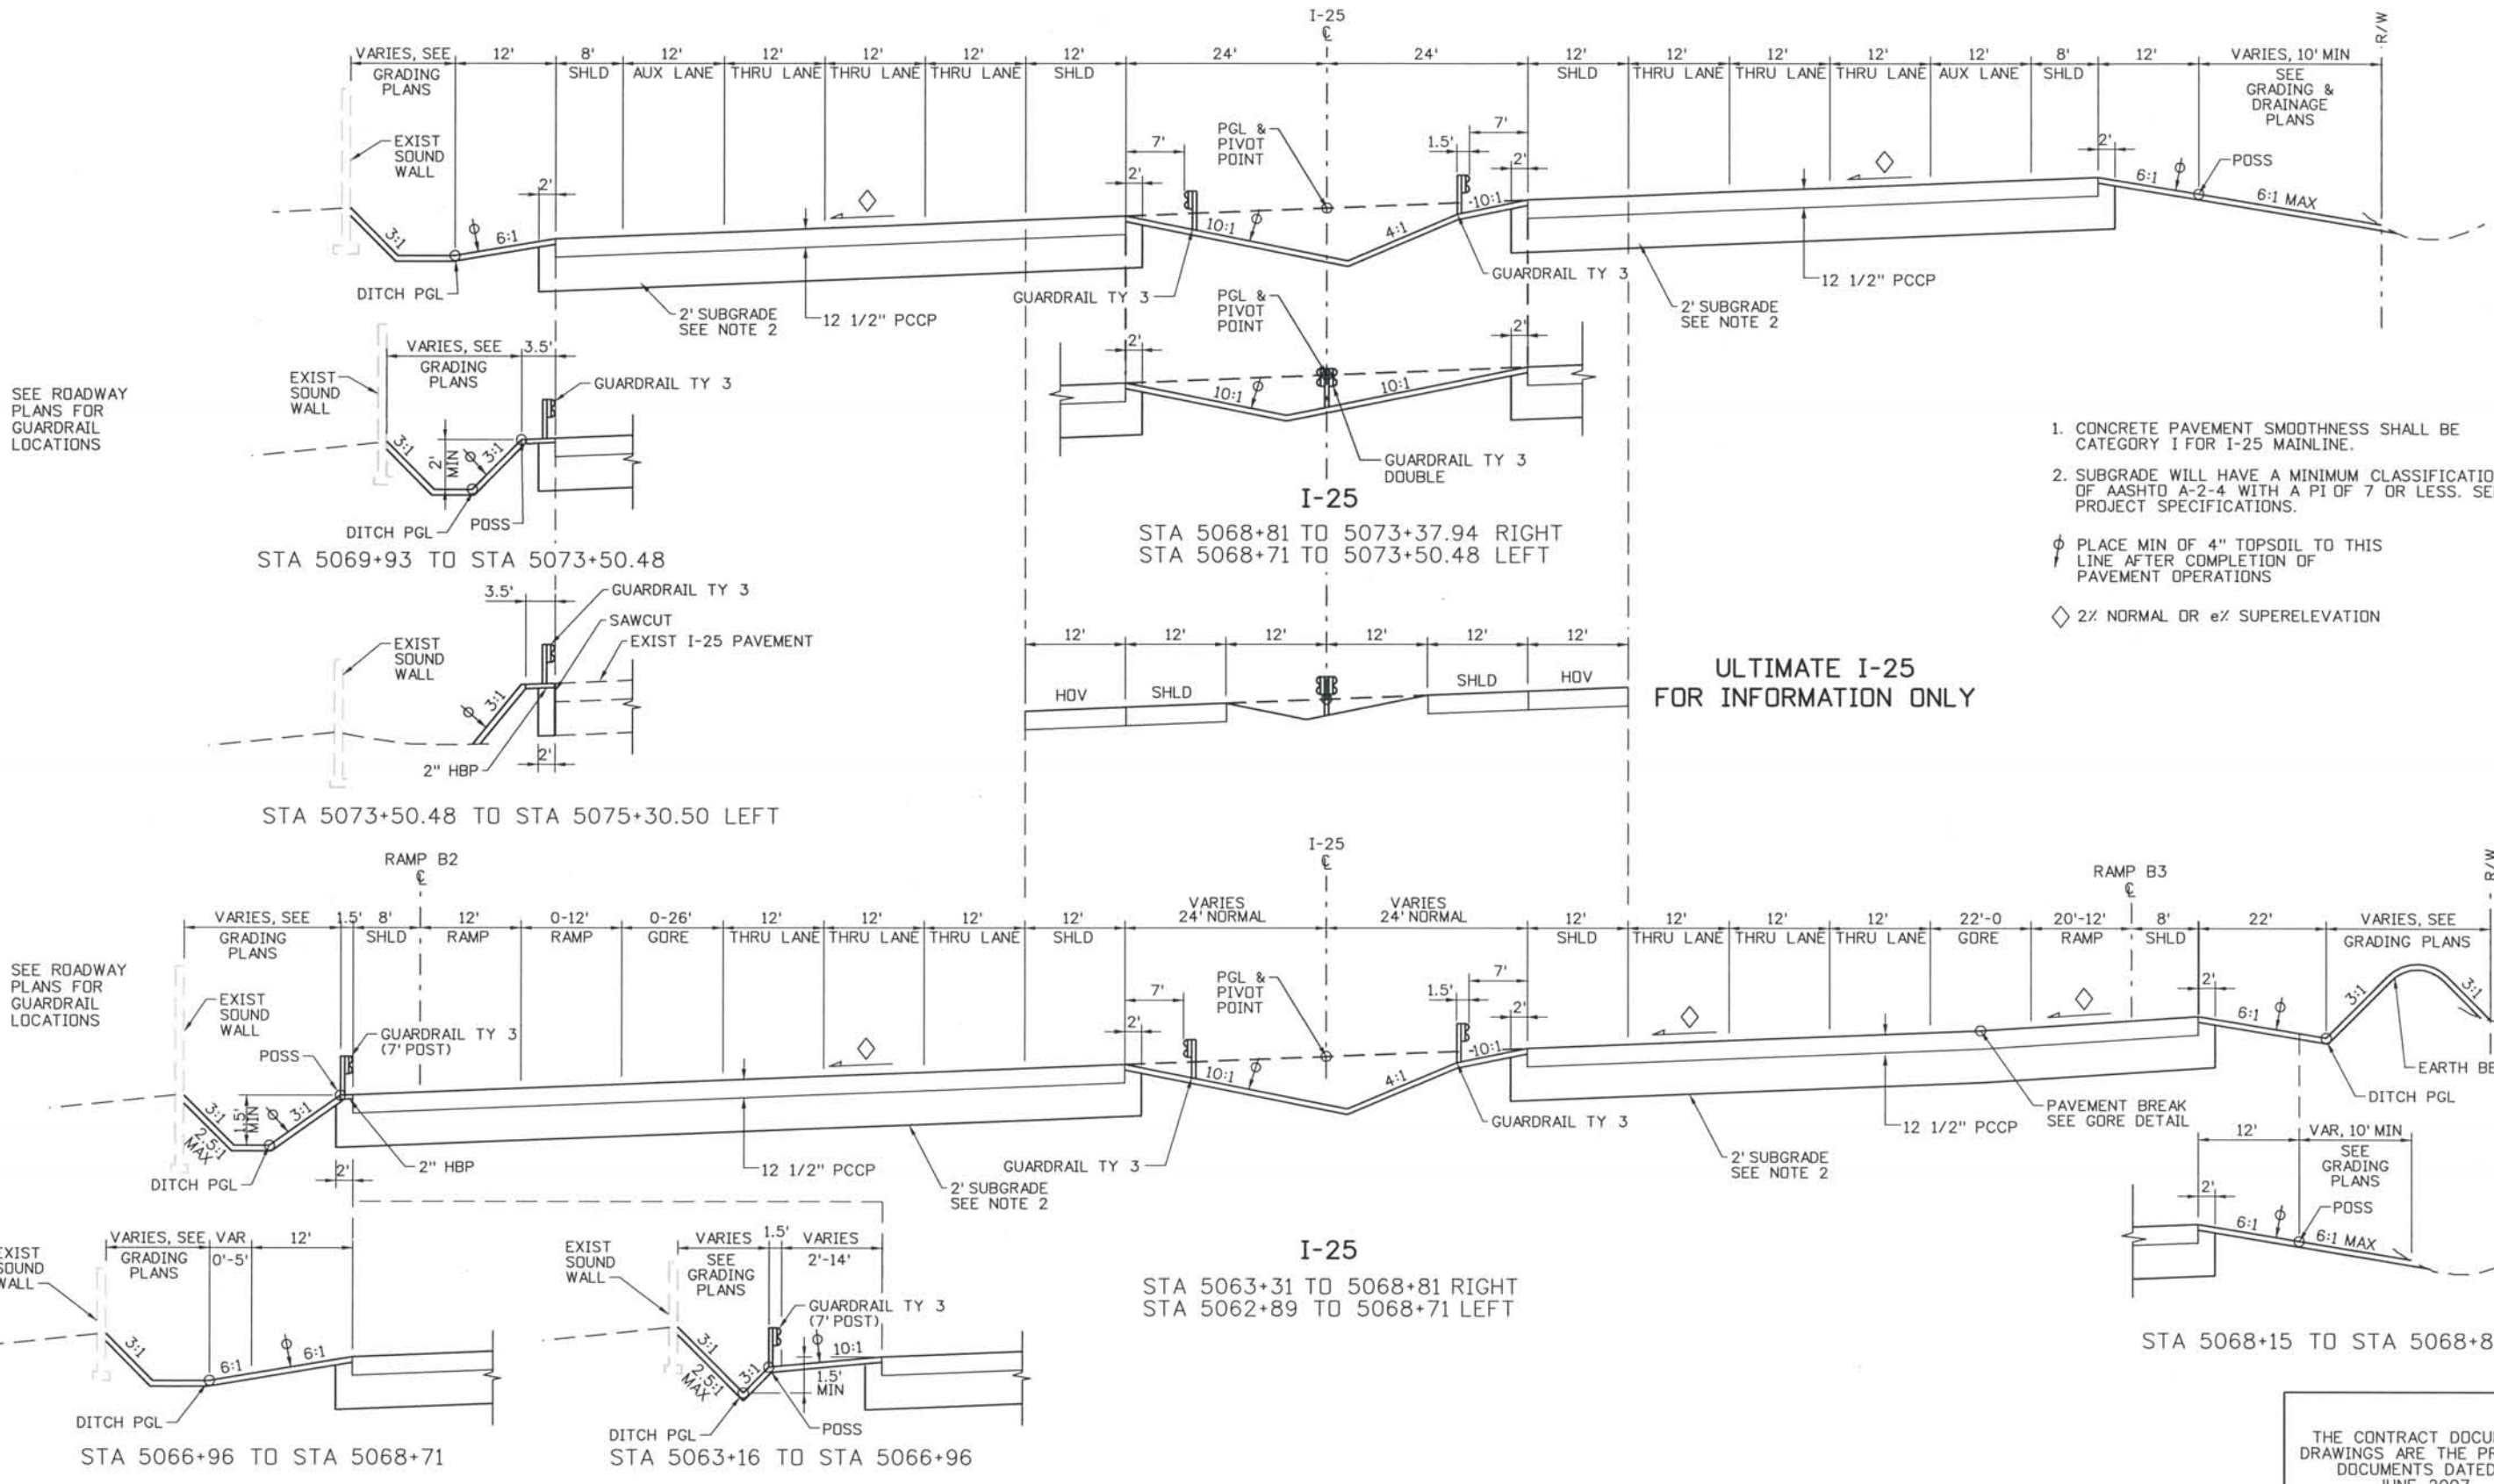 I-25
℄
R/W
VARIES, SEE
GRADING
PLANS
12'
8'
SHLD
12'
AUX LANE
12'
THRU LANE
12'
THRU LANE
12'
THRU LANE
12'
SHLD
24'
24'
12'
SHLD
12'
THRU LANE
12'
THRU LANE
12'
THRU LANE
12'
AUX LANE
8'
SHLD
12'
VARIES, 10' MIN
SEE
GRADING &
DRAINAGE
PLANS
EXIST
SOUND
WALL
3:1
ϕ
6:1
2'
DITCH PGL
2' SUBGRADE
SEE NOTE 2
12 1/2" PCCP
◇
7'
2'
PGL &
PIVOT
POINT
10:1
ϕ
4:1
1.5'
7'
10:1
2'
GUARDRAIL TY 3
GUARDRAIL TY 3
◇
2' SUBGRADE
SEE NOTE 2
12 1/2" PCCP
2'
6:1
ϕ
POSS
6:1 MAX
SEE ROADWAY
PLANS FOR
GUARDRAIL
LOCATIONS
EXIST
SOUND
WALL
VARIES, SEE
GRADING
PLANS
3.5'
GUARDRAIL TY 3
3:1
2'
MIN
ϕ
3:1
DITCH PGL
POSS
STA 5069+93 TO STA 5073+50.48
PGL &
PIVOT
POINT
2'
10:1
ϕ
10:1
2'
GUARDRAIL TY 3
DOUBLE
I-25
STA 5068+81 TO 5073+37.94 RIGHT
STA 5068+71 TO 5073+50.48 LEFT
1. CONCRETE PAVEMENT SMOOTHNESS SHALL BE
CATEGORY I FOR I-25 MAINLINE.
2. SUBGRADE WILL HAVE A MINIMUM CLASSIFICATIO
OF AASHTO A-2-4 WITH A PI OF 7 OR LESS. SE
PROJECT SPECIFICATIONS.
ϕ PLACE MIN OF 4" TOPSOIL TO THIS
LINE AFTER COMPLETION OF
PAVEMENT OPERATIONS
◇ 2% NORMAL OR e% SUPERELEVATION
3.5'
GUARDRAIL TY 3
SAWCUT
EXIST I-25 PAVEMENT
EXIST
SOUND
WALL
ϕ
3:1
2" HBP
2'
STA 5073+50.48 TO STA 5075+30.50 LEFT
12'
12'
12'
12'
12'
12'
HOV
SHLD
SHLD
HOV
ULTIMATE I-25
FOR INFORMATION ONLY
RAMP B2
℄
I-25
℄
RAMP B3
℄
R/W
VARIES, SEE
GRADING
PLANS
1.5'
8'
SHLD
12'
RAMP
0-12'
RAMP
0-26'
GORE
12'
THRU LANE
12'
THRU LANE
12'
THRU LANE
12'
SHLD
VARIES
24' NORMAL
VARIES
24' NORMAL
12'
SHLD
12'
THRU LANE
12'
THRU LANE
12'
THRU LANE
22'-0
GORE
20'-12'
RAMP
8'
SHLD
22'
VARIES, SEE
GRADING PLANS
SEE ROADWAY
PLANS FOR
GUARDRAIL
LOCATIONS
EXIST
SOUND
WALL
POSS
GUARDRAIL TY 3
(7' POST)
3:1
2.5:1
MAX
1.5'
MIN
ϕ
3:1
DITCH PGL
2'
2" HBP
◇
12 1/2" PCCP
2' SUBGRADE
SEE NOTE 2
7'
2'
PGL &
PIVOT
POINT
10:1
ϕ
4:1
1.5'
7'
10:1
2'
GUARDRAIL TY 3
GUARDRAIL TY 3
◇
◇
2' SUBGRADE
SEE NOTE 2
12 1/2" PCCP
PAVEMENT BREAK
SEE GORE DETAIL
2'
6:1
ϕ
3:1
3:1
EARTH BE
DITCH PGL
I-25
STA 5063+31 TO 5068+81 RIGHT
STA 5062+89 TO 5068+71 LEFT
EXIST
SOUND
WALL
VARIES, SEE
GRADING
PLANS
VAR
0'-5'
12'
3:1
6:1
ϕ
6:1
DITCH PGL
STA 5066+96 TO STA 5068+71
EXIST
SOUND
WALL
VARIES
SEE
GRADING
PLANS
1.5'
VARIES
2'-14'
GUARDRAIL TY 3
(7' POST)
3:1
2.5:1
MAX
3:1
ϕ
10:1
1.5'
MIN
DITCH PGL
POSS
STA 5063+16 TO STA 5066+96
12'
VAR, 10' MIN
SEE
GRADING
PLANS
2'
6:1
ϕ
POSS
6:1 MAX
STA 5068+15 TO STA 5068+8
THE CONTRACT DOCU
DRAWINGS ARE THE PR
DOCUMENTS DATED
JUNE 2007